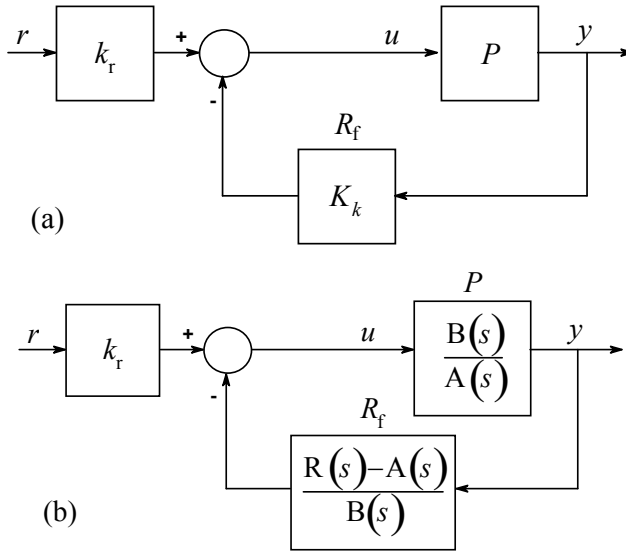 r k_r + u P y
-
R_f
K_k
(a)
P
r k_r + u B(s)/A(s) y
-
R_f
R(s)–A(s)/B(s)
(b)